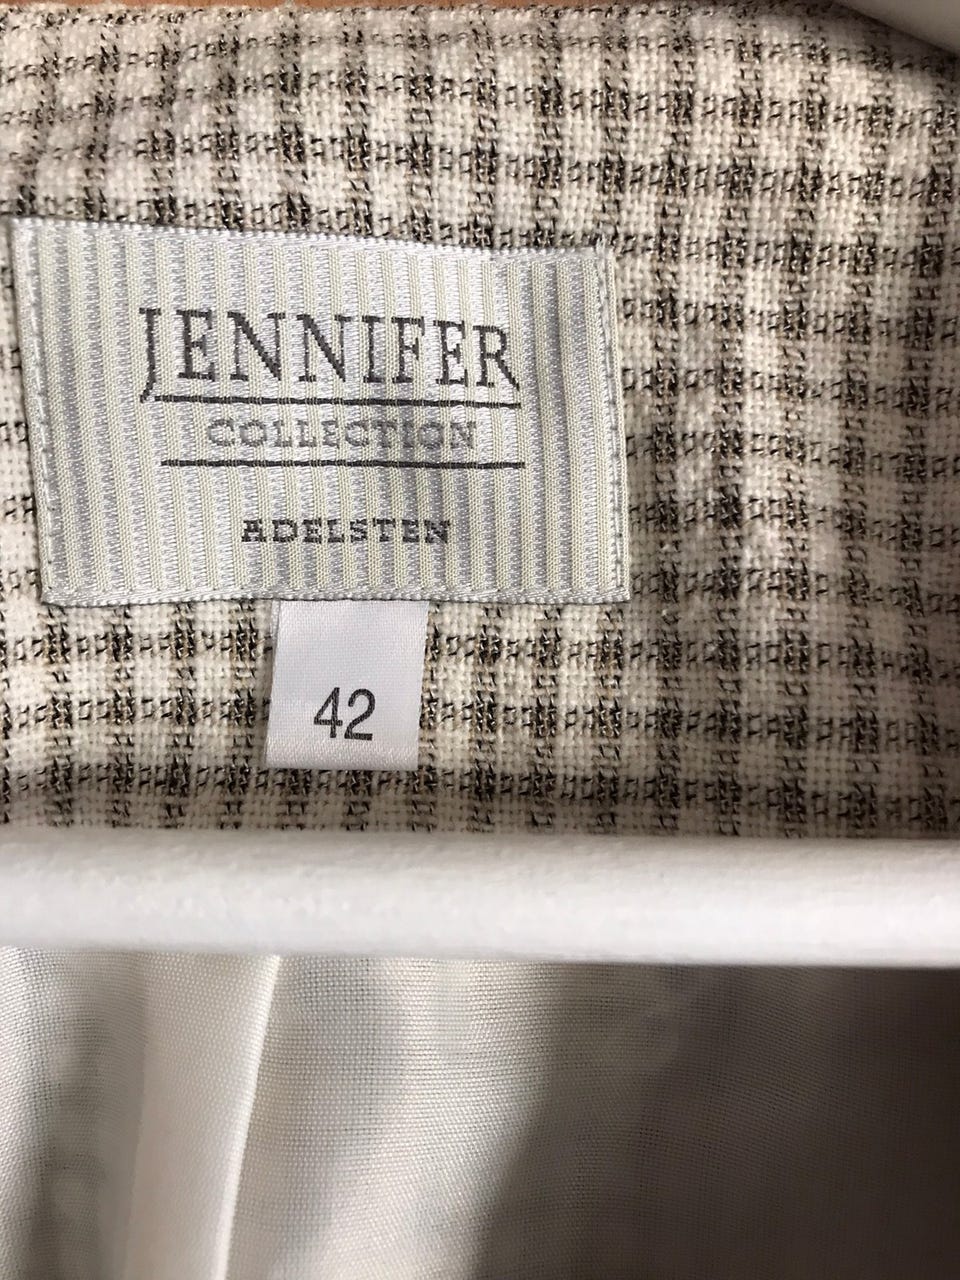 JENNIFER
COLLECTION
ADELSTEN
42